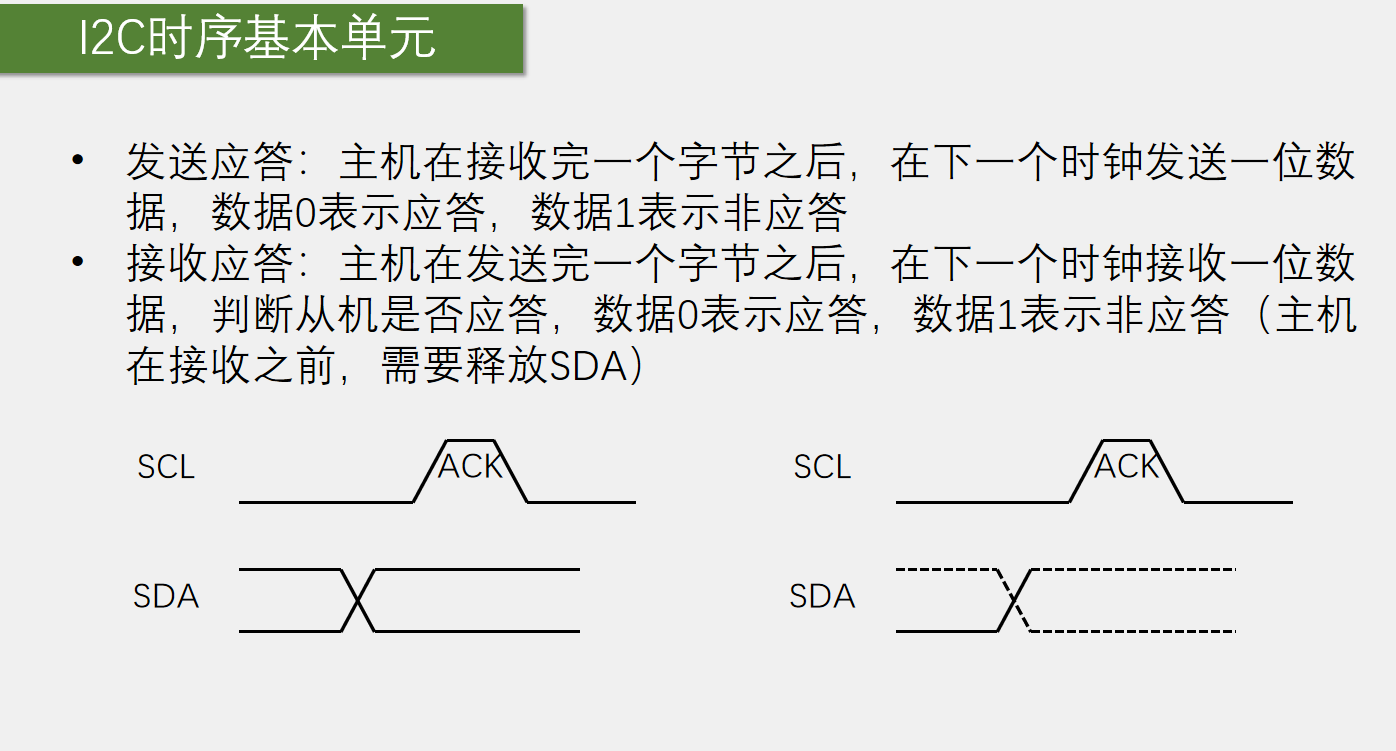 I2C时序基本单元
• 发送应答：主机在接收完一个字节之后，在下一个时钟发送一位数
据，数据0表示应答，数据1表示非应答
• 接收应答：主机在发送完一个字节之后，在下一个时钟接收一位数
据，判断从机是否应答，数据0表示应答，数据1表示非应答（主机
在接收之前，需要释放SDA）
SCL ACK
SDA
SCL ACK
SDA